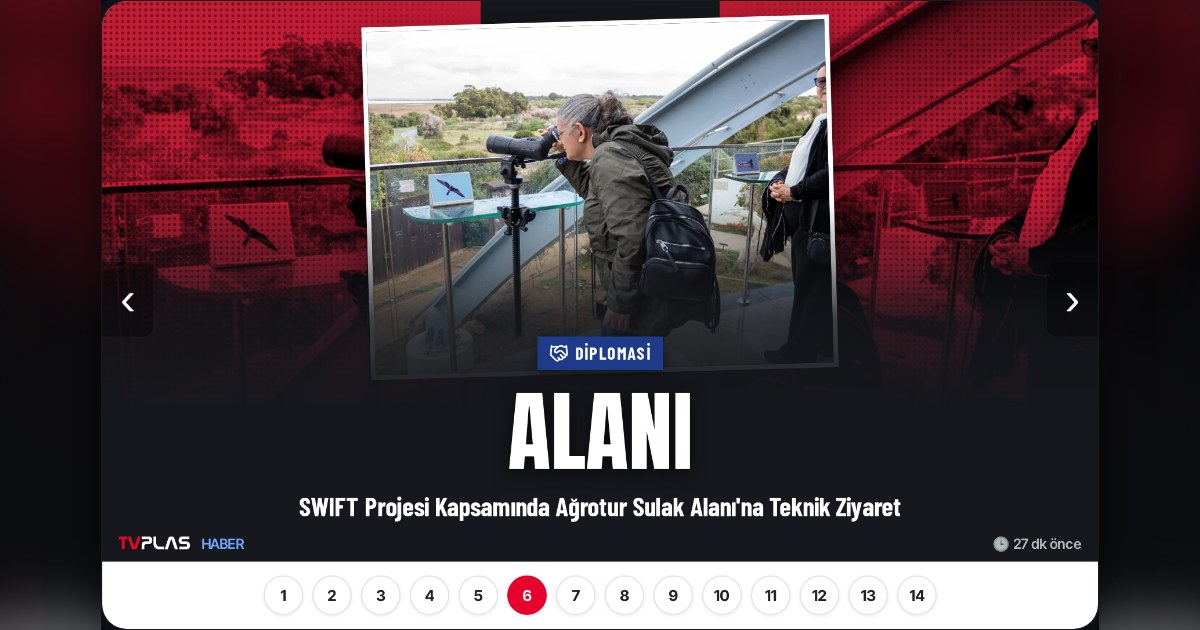 DİPLOMASİ
ALANI
SWIFT Projesi Kapsamında Ağrotur Sulak Alanı'na Teknik Ziyaret
TVPLAS HABER
27 dk önce
1 2 3 4 5 6 7 8 9 10 11 12 13 14